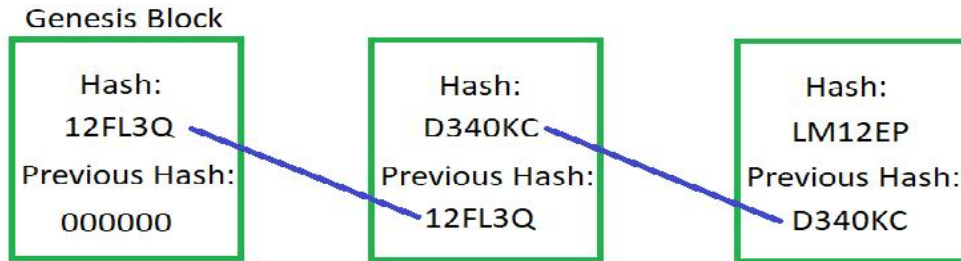 Genesis Block
Hash:
12FL3Q
Previous Hash:
000000
Hash:
D340KC
Previous Hash:
12FL3Q
Hash:
LM12EP
Previous Hash:
D340KC